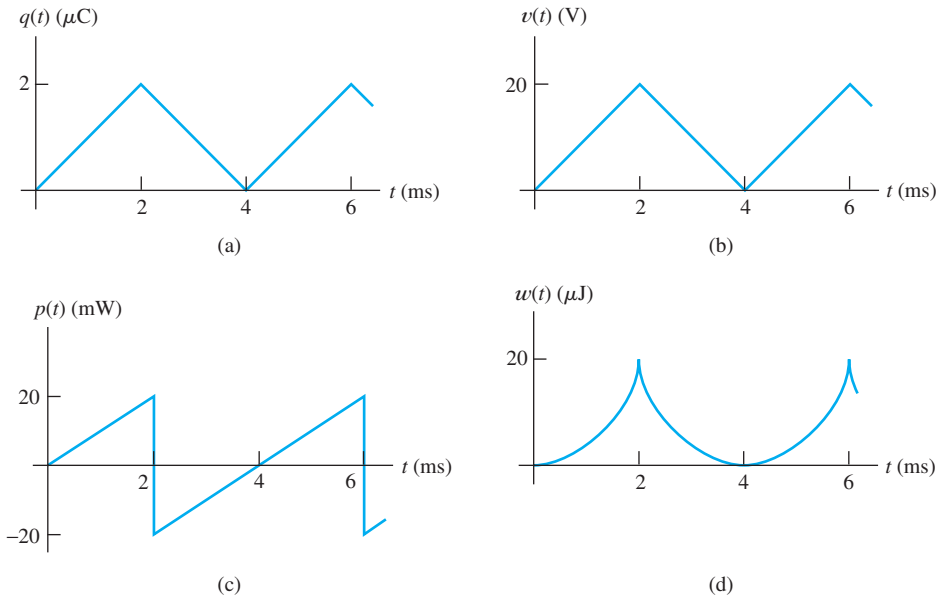 q(t) (μC)
2
2 4 6 t (ms)
(a)
v(t) (V)
20
2 4 6 t (ms)
(b)
p(t) (mW)
20
2 4 6 t (ms)
−20
(c)
w(t) (μJ)
20
2 4 6 t (ms)
(d)